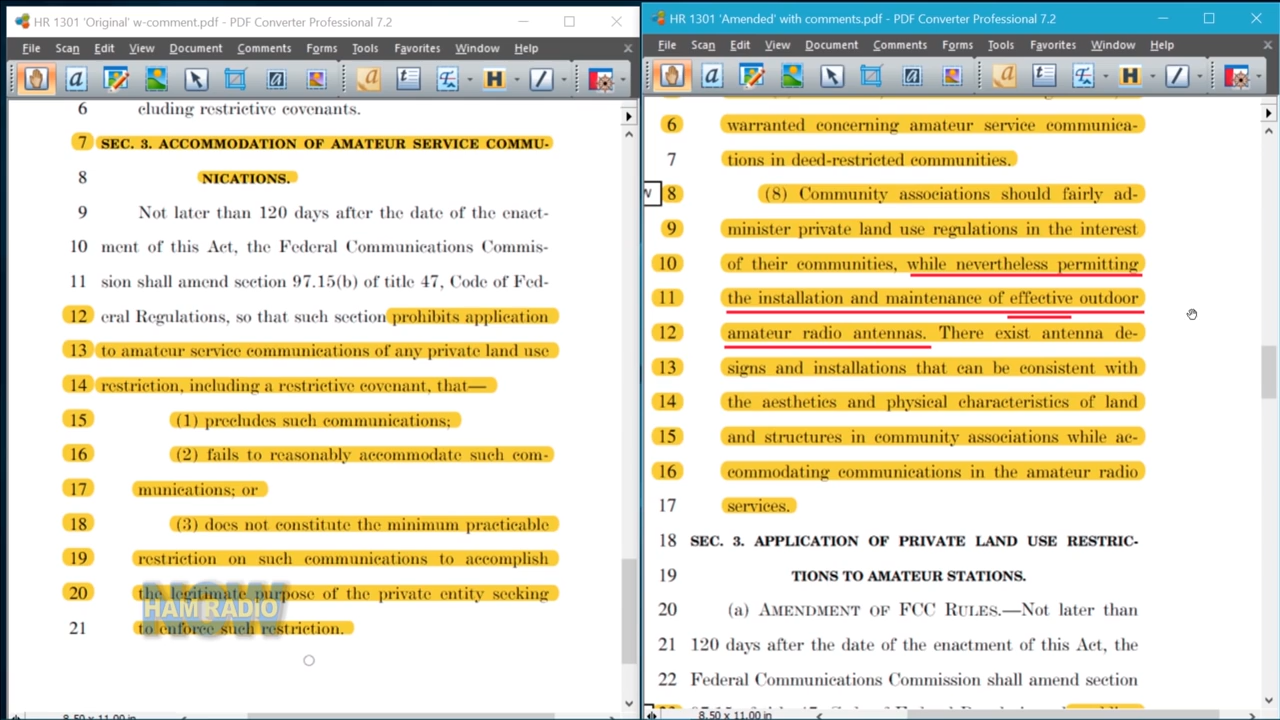 HR 1301 'Original' w-comment.pdf - PDF Converter Professional 7.2
File Scan Edit View Document Comments Forms Tools Favorites Window Help
6 cluding restrictive covenants.
7 SEC. 3. ACCOMMODATION OF AMATEUR SERVICE COMMU-
8 NICATIONS.
9 Not later than 120 days after the date of the enact-
10 ment of this Act, the Federal Communications Commis-
11 sion shall amend section 97.15(b) of title 47, Code of Fed-
12 eral Regulations, so that such section prohibits application
13 to amateur service communications of any private land use
14 restriction, including a restrictive covenant, that—
15 (1) precludes such communications;
16 (2) fails to reasonably accommodate such com-
17 munications; or
18 (3) does not constitute the minimum practicable
19 restriction on such communications to accomplish
20 the legitimate purpose of the private entity seeking
21 to enforce such restriction.
NOW
HAM RADIO
8.50 x 11.00 in
HR 1301 'Amended' with comments.pdf - PDF Converter Professional 7.2
File Scan Edit View Document Comments Forms Tools Favorites Window Help
6 warranted concerning amateur service communica-
7 tions in deed-restricted communities.
8 (8) Community associations should fairly ad-
9 minister private land use regulations in the interest
10 of their communities, while nevertheless permitting
11 the installation and maintenance of effective outdoor
12 amateur radio antennas. There exist antenna de-
13 signs and installations that can be consistent with
14 the aesthetics and physical characteristics of land
15 and structures in community associations while ac-
16 commodating communications in the amateur radio
17 services.
18 SEC. 3. APPLICATION OF PRIVATE LAND USE RESTRIC-
19 TIONS TO AMATEUR STATIONS.
20 (a) AMENDMENT OF FCC RULES.—Not later than
21 120 days after the date of the enactment of this Act, the
22 Federal Communications Commission shall amend section
8.50 x 11.00 in